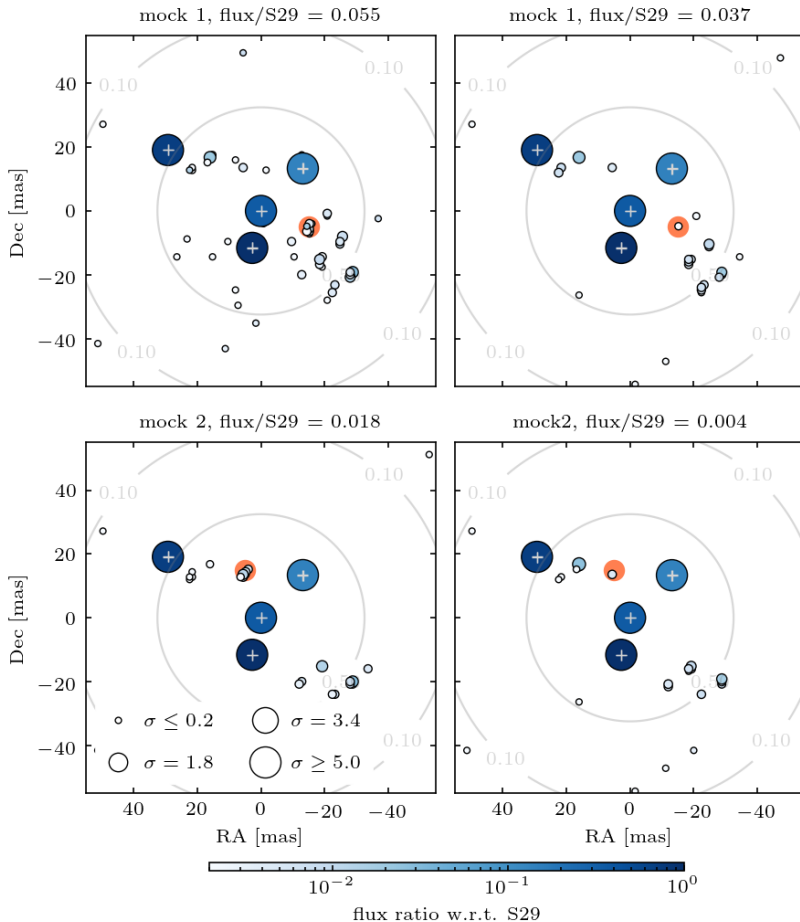 mock 1, flux/S29 = 0.055
mock 1, flux/S29 = 0.037
0.10 0.10 0.10 0.10
40
20
0
−20
−40
Dec [mas]
0.10 0.10
0.10 0.10
mock 2, flux/S29 = 0.018
mock2, flux/S29 = 0.004
0.10 0.10 0.10 0.10
40
20
0
−20
−40
Dec [mas]
σ ≤ 0.2 σ = 3.4
σ = 1.8 σ ≥ 5.0
0.10 0.10
40 20 0 −20 −40
40 20 0 −20 −40
RA [mas]
RA [mas]
10⁻² 10⁻¹ 10⁰
flux ratio w.r.t. S29